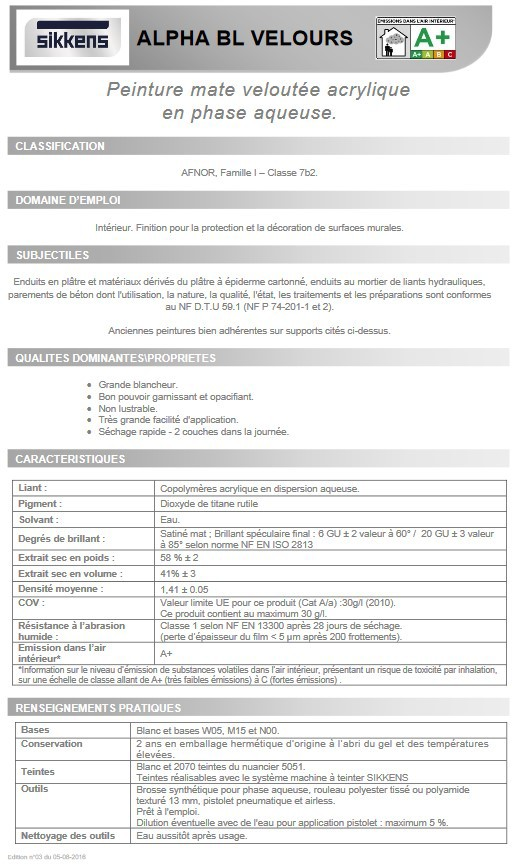 sikkens
ALPHA BL VELOURS
ÉMISSIONS DANS L'AIR INTÉRIEUR
A+
A+ A B C
Peinture mate veloutée acrylique
en phase aqueuse.
CLASSIFICATION
AFNOR, Famille I – Classe 7b2.
DOMAINE D'EMPLOI
Intérieur. Finition pour la protection et la décoration de surfaces murales.
SUBJECTILES
Enduits en plâtre et matériaux dérivés du plâtre à épiderme cartonné, enduits au mortier de liants hydrauliques,
parements de béton dont l'utilisation, la nature, la qualité, l'état, les traitements et les préparations sont conformes
au NF D.T.U 59.1 (NF P 74-201-1 et 2).
Anciennes peintures bien adhérentes sur supports cités ci-dessus.
QUALITES DOMINANTES\PROPRIETES
• Grande blancheur.
• Bon pouvoir garnissant et opacifiant.
• Non lustrable.
• Très grande facilité d'application.
• Séchage rapide - 2 couches dans la journée.
CARACTERISTIQUES
Liant : Copolymères acrylique en dispersion aqueuse.
Pigment : Dioxyde de titane rutile
Solvant : Eau.
Degrés de brillant : Satiné mat ; Brillant spéculaire final : 6 GU ± 2 valeur à 60° / 20 GU ± 3 valeur
à 85° selon norme NF EN ISO 2813
Extrait sec en poids : 58 % ± 2
Extrait sec en volume : 41% ± 3
Densité moyenne : 1,41 ± 0.05
COV : Valeur limite UE pour ce produit (Cat A/a) :30g/l (2010).
Ce produit contient au maximum 30 g/l.
Résistance à l'abrasion Classe 1 selon NF EN 13300 après 28 jours de séchage.
humide : (perte d'épaisseur du film < 5 µm après 200 frottements).
Emission dans l'air
intérieur* A+
*Information sur le niveau d'émission de substances volatiles dans l'air intérieur, présentant un risque de toxicité par inhalation,
sur une échelle de classe allant de A+ (très faibles émissions) à C (fortes émissions) .
RENSEIGNEMENTS PRATIQUES
Bases Blanc et bases W05, M15 et N00.
Conservation 2 ans en emballage hermétique d'origine à l'abri du gel et des températures
élevées.
Teintes Blanc et 2070 teintes du nuancier 5051.
Teintes réalisables avec le système machine à teinter SIKKENS
Outils Brosse synthétique pour phase aqueuse, rouleau polyester tissé ou polyamide
texturé 13 mm, pistolet pneumatique et airless.
Prêt à l'emploi.
Dilution éventuelle avec de l'eau pour application pistolet : maximum 5 %.
Nettoyage des outils Eau aussitôt après usage.
Edition n°03 du 05-08-2016